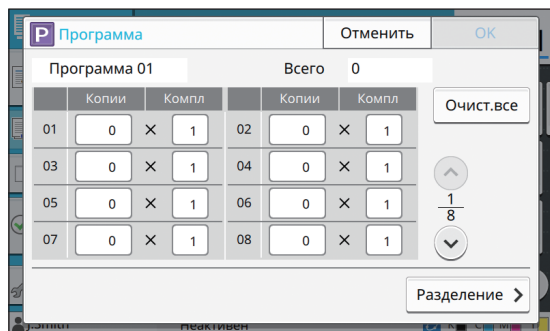 P Программа Отменить OK
Программа 01 Всего 0
Копии Компл Копии Компл Очист.все
01 0 × 1 02 0 × 1
03 0 × 1 04 0 × 1
05 0 × 1 06 0 × 1
1
8
07 0 × 1 08 0 × 1
Разделение
J.Smith Неактивен